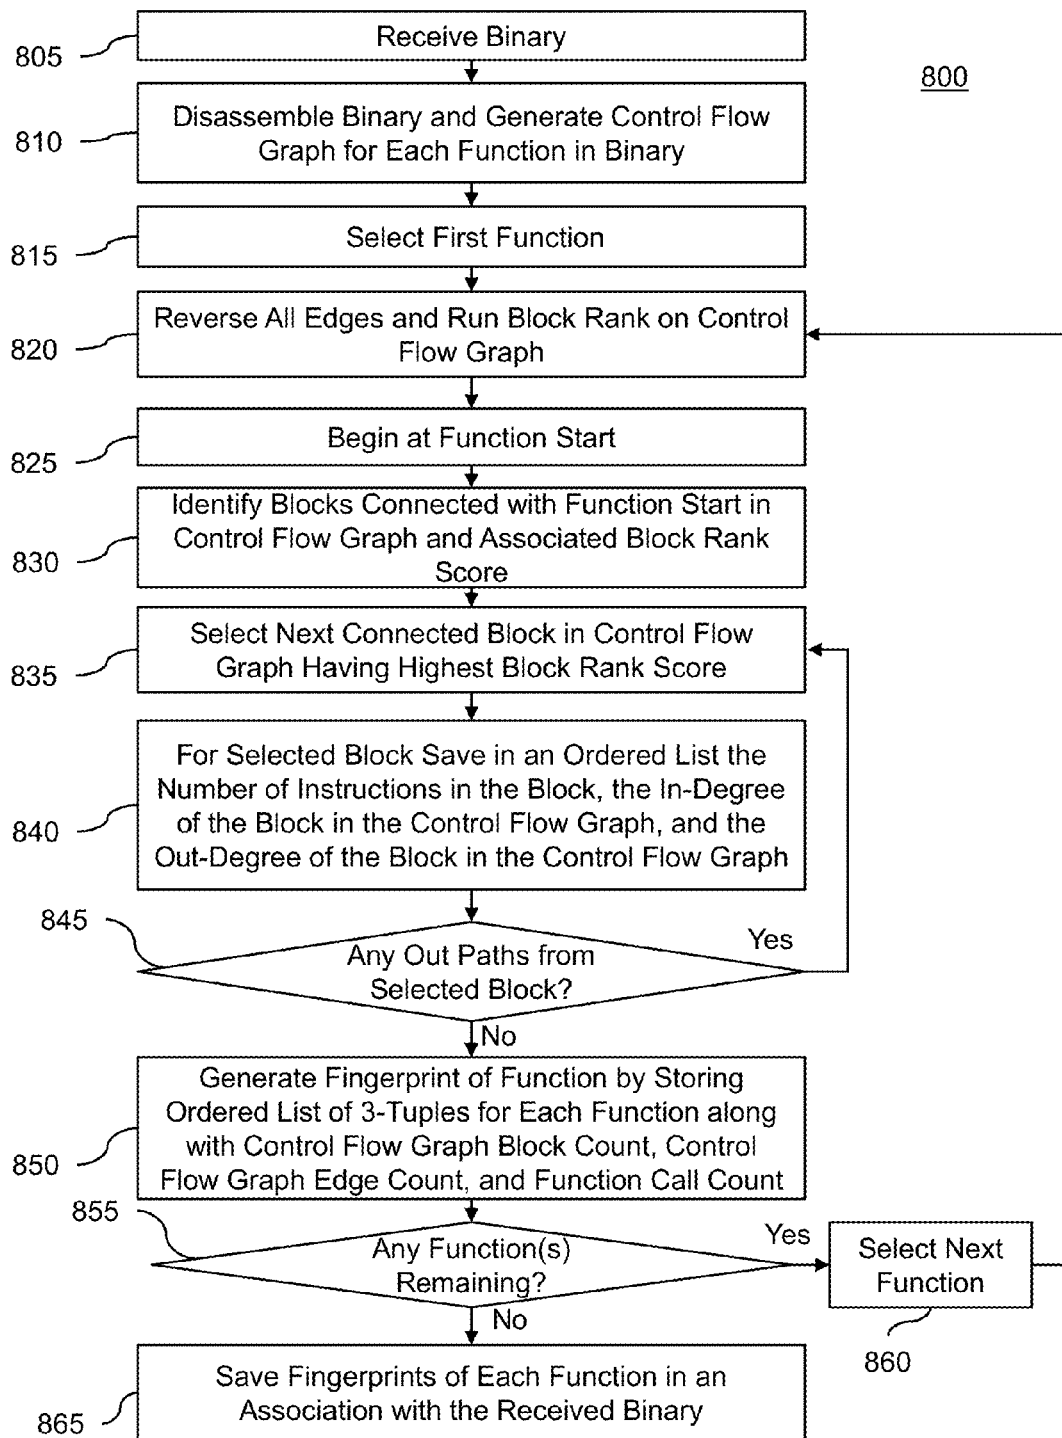 805
Receive Binary
800
810
Disassemble Binary and Generate Control Flow
Graph for Each Function in Binary
815
Select First Function
820
Reverse All Edges and Run Block Rank on Control
Flow Graph
825
Begin at Function Start
830
Identify Blocks Connected with Function Start in
Control Flow Graph and Associated Block Rank
Score
835
Select Next Connected Block in Control Flow
Graph Having Highest Block Rank Score
840
For Selected Block Save in an Ordered List the
Number of Instructions in the Block, the In-Degree
of the Block in the Control Flow Graph, and the
Out-Degree of the Block in the Control Flow Graph
845
Any Out Paths from
Selected Block?
Yes
No
850
Generate Fingerprint of Function by Storing
Ordered List of 3-Tuples for Each Function along
with Control Flow Graph Block Count, Control
Flow Graph Edge Count, and Function Call Count
855
Any Function(s)
Remaining?
Yes
Select Next
Function
860
No
865
Save Fingerprints of Each Function in an
Association with the Received Binary